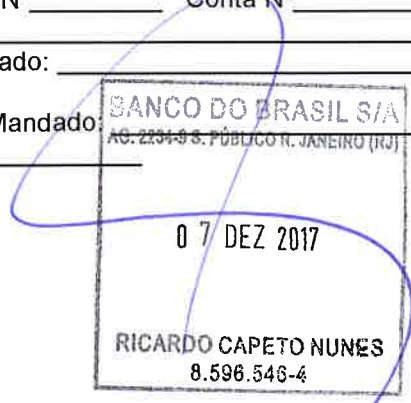 N Conta N
ado:
Mandado
BANCO DO BRASIL S/A
AG. 2234-9 S. PÚBLICO R. JANEIRO (RJ)
07 DEZ 2017
RICARDO CAPETO NUNES
8.596.546-4